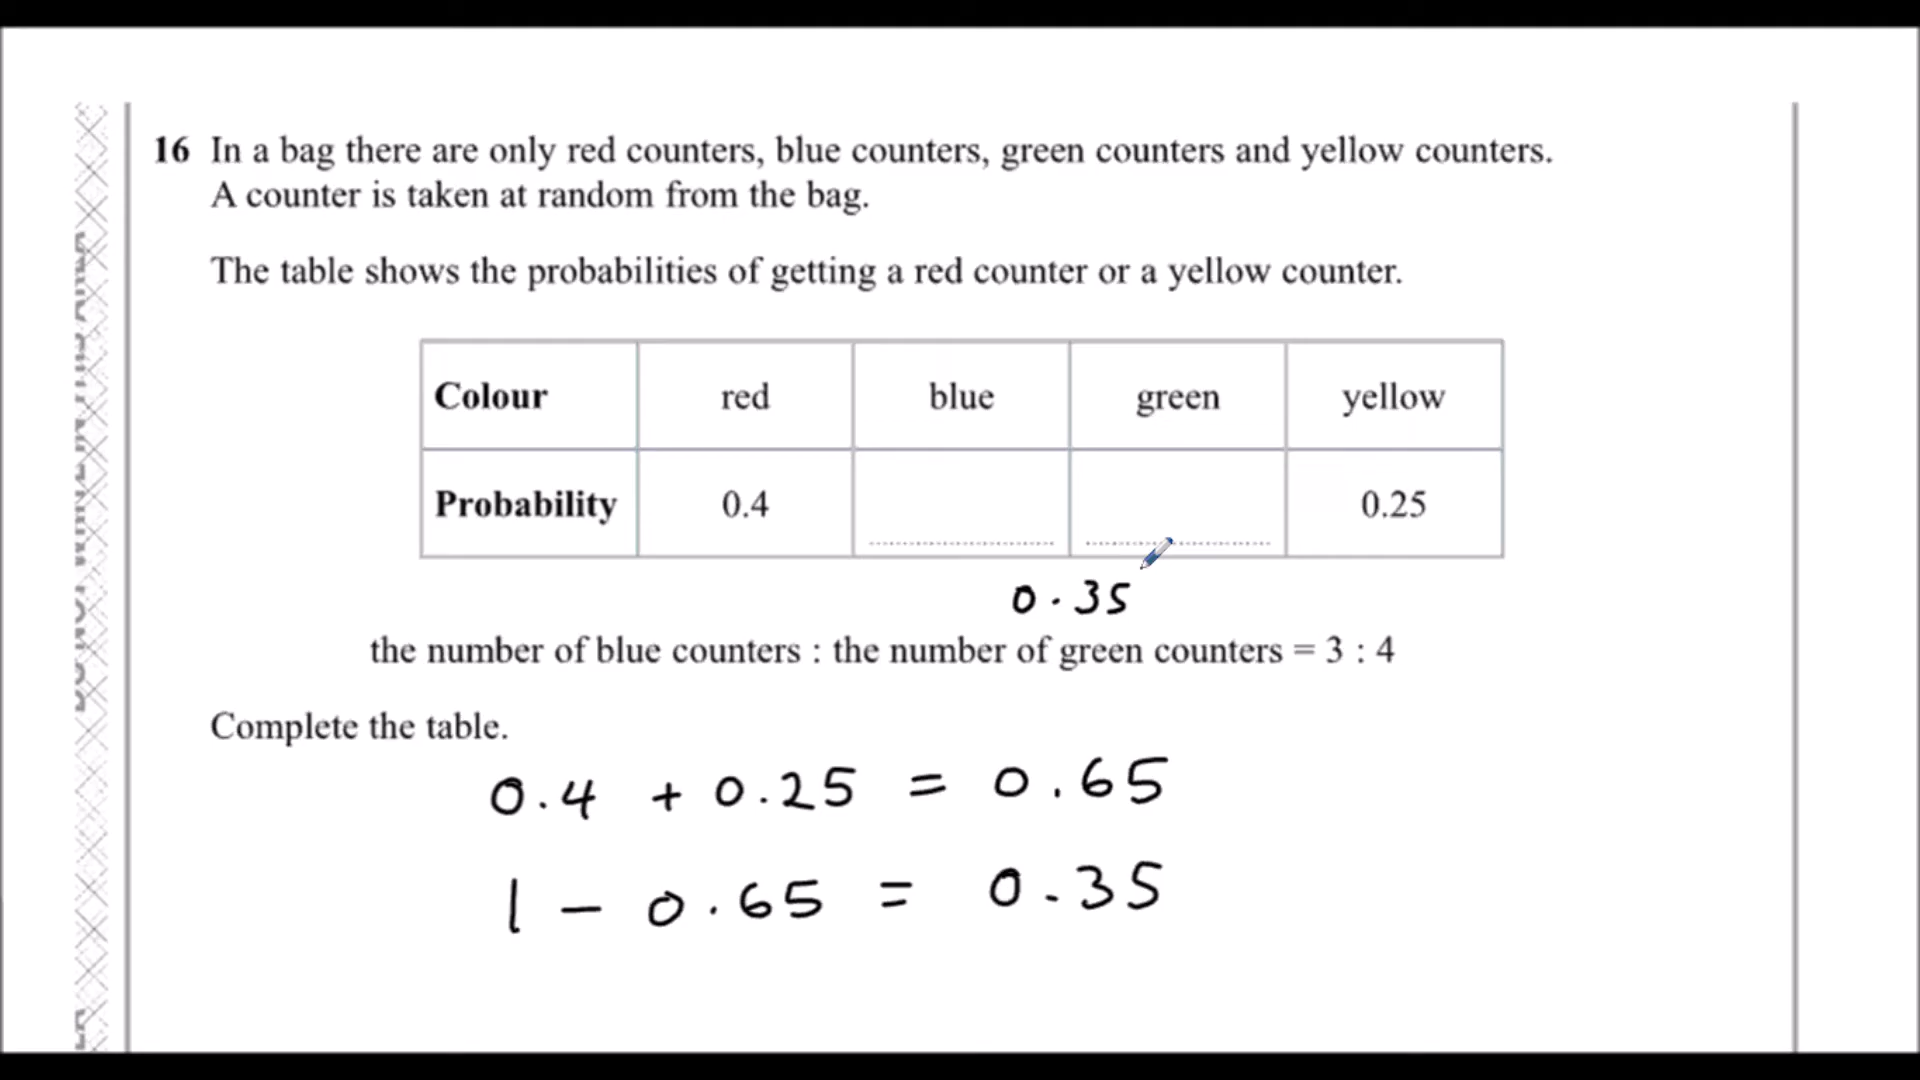 16 In a bag there are only red counters, blue counters, green counters and yellow counters.
A counter is taken at random from the bag.
The table shows the probabilities of getting a red counter or a yellow counter.
Colour red blue green yellow
Probability 0.4 0.25
0.35
the number of blue counters : the number of green counters = 3 : 4
Complete the table.
0.4 + 0.25 = 0.65
1 - 0.65 = 0.35